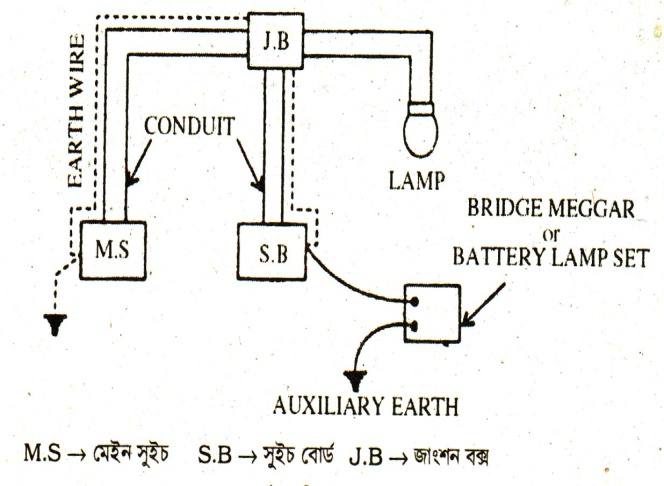 J.B
EARTH WIRE
CONDUIT
LAMP
BRIDGE MEGGAR
or
BATTERY LAMP SET
M.S
S.B
AUXILIARY EARTH
M.S → মেইন সুইচ S.B → সুইচ বোর্ড J.B → জাংশন বক্স